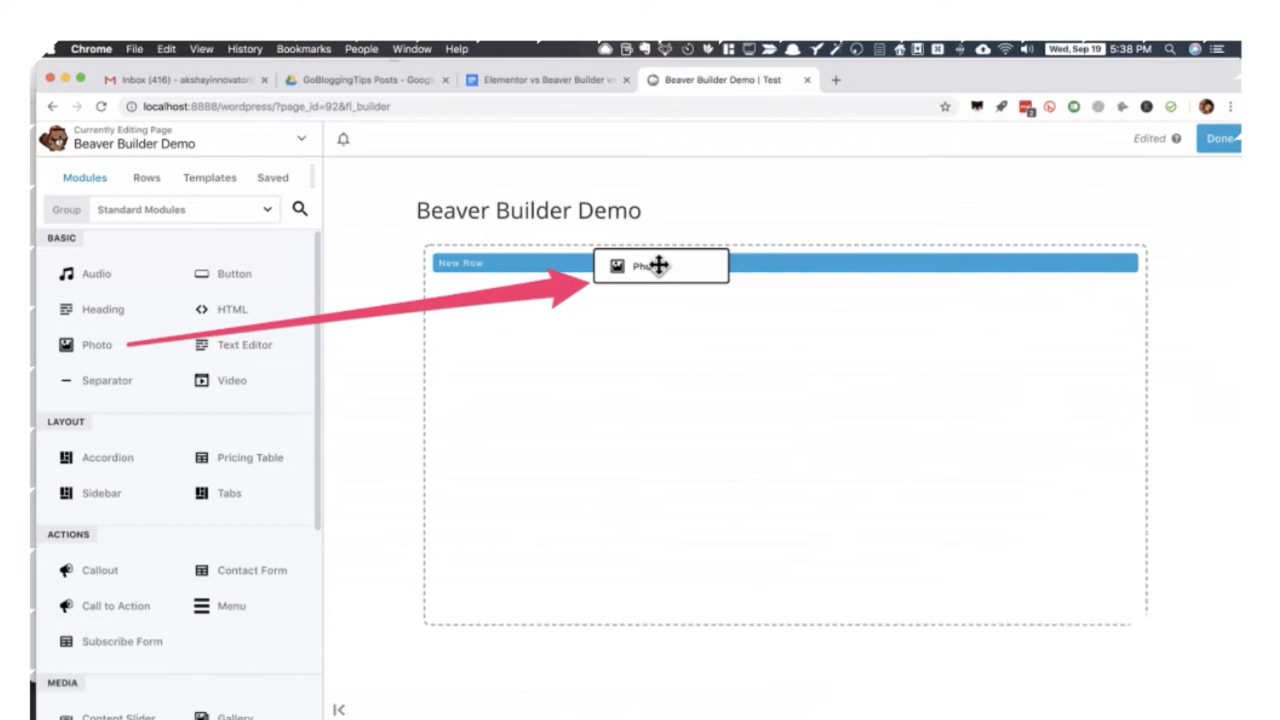 Chrome File Edit View History Bookmarks People Window Help Wed, Sep 19 5:38 PM
Inbox (416) - akshayinnovator GoBloggingTips Posts - Goog Elementor vs Beaver Builder Beaver Builder Demo | Test
localhost:8888/wordpress/?page_id=92&fl_builder
Currently Editing Page
Beaver Builder Demo
Edited Done
Modules Rows Templates Saved
Group Standard Modules
Beaver Builder Demo
BASIC
New Row
Audio Button
Heading HTML
Photo Text Editor
Separator Video
LAYOUT
Accordion Pricing Table
Sidebar Tabs
ACTIONS
Callout Contact Form
Call to Action Menu
Subscribe Form
MEDIA
Content Slider Gallery